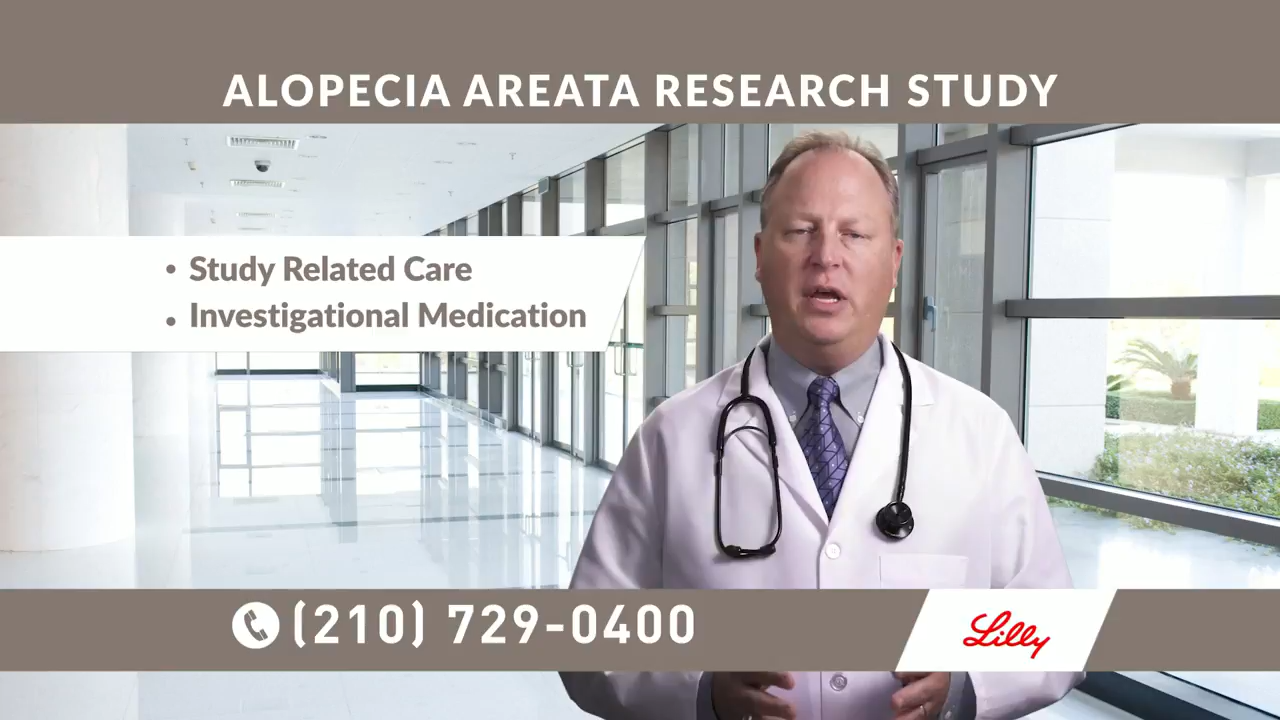 ALOPECIA AREATA RESEARCH STUDY
• Study Related Care
• Investigational Medication
(210) 729-0400
Lilly